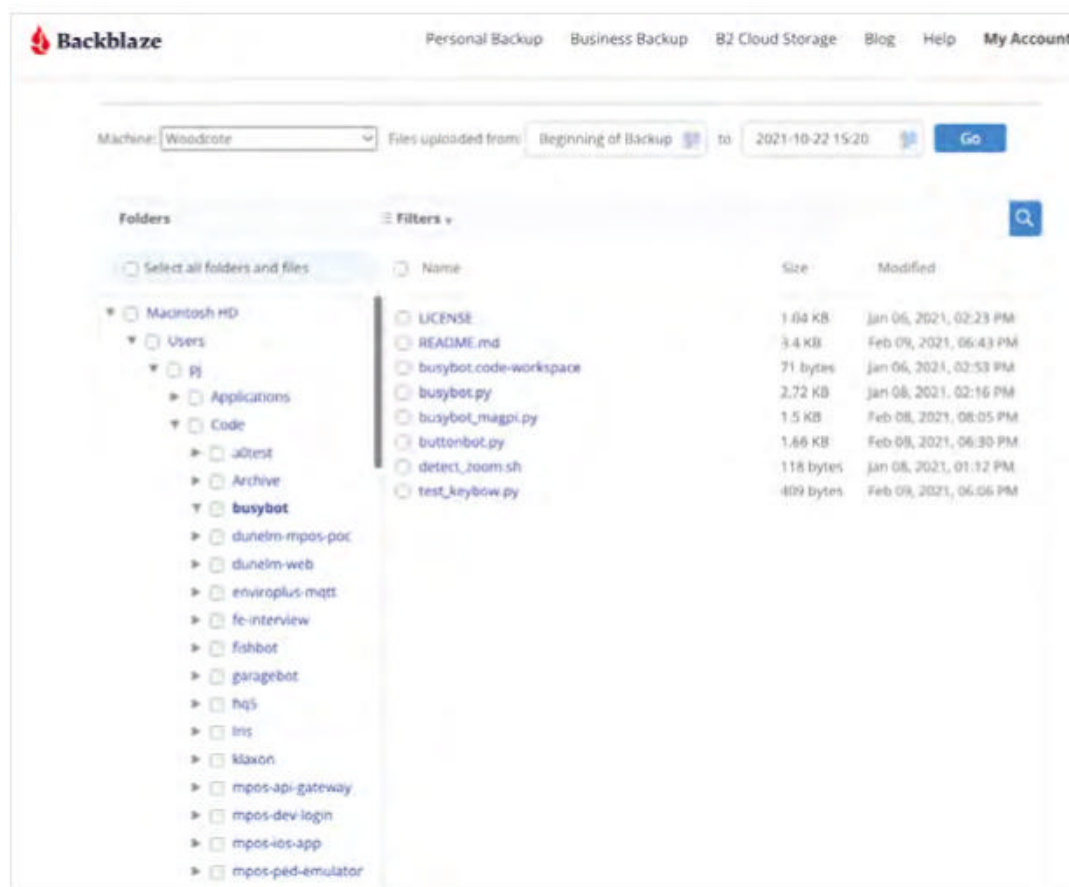 Backblaze Personal Backup Business Backup B2 Cloud Storage Blog Help My Account
Machine: Woodcote Files uploaded from: Beginning of Backup to 2021-10-22 15:20 Go
Folders Filters
Select all folders and files Name Size Modified
Macintosh HD
Users
pj
Applications
Code
a0test
Archive
busybot
dunelm-mpos-poc
dunelm-web
enviroplus-mqtt
fe-interview
fishbot
garagebot
hq5
Iris
klaxon
mpos-api-gateway
mpos-dev-login
mpos-ios-app
mpos-ped-emulator
LICENSE 1.04 KB Jan 06, 2021, 02:23 PM
README.md 3.4 KB Feb 09, 2021, 06:43 PM
busybot.code-workspace 71 bytes Jan 06, 2021, 02:53 PM
busybot.py 2.72 KB Jan 08, 2021, 02:16 PM
busybot_magpi.py 1.5 KB Feb 08, 2021, 08:05 PM
buttonbot.py 1.66 KB Feb 09, 2021, 06:30 PM
detect_zoom.sh 118 bytes Jan 08, 2021, 01:12 PM
test_keybow.py 409 bytes Feb 09, 2021, 06:06 PM